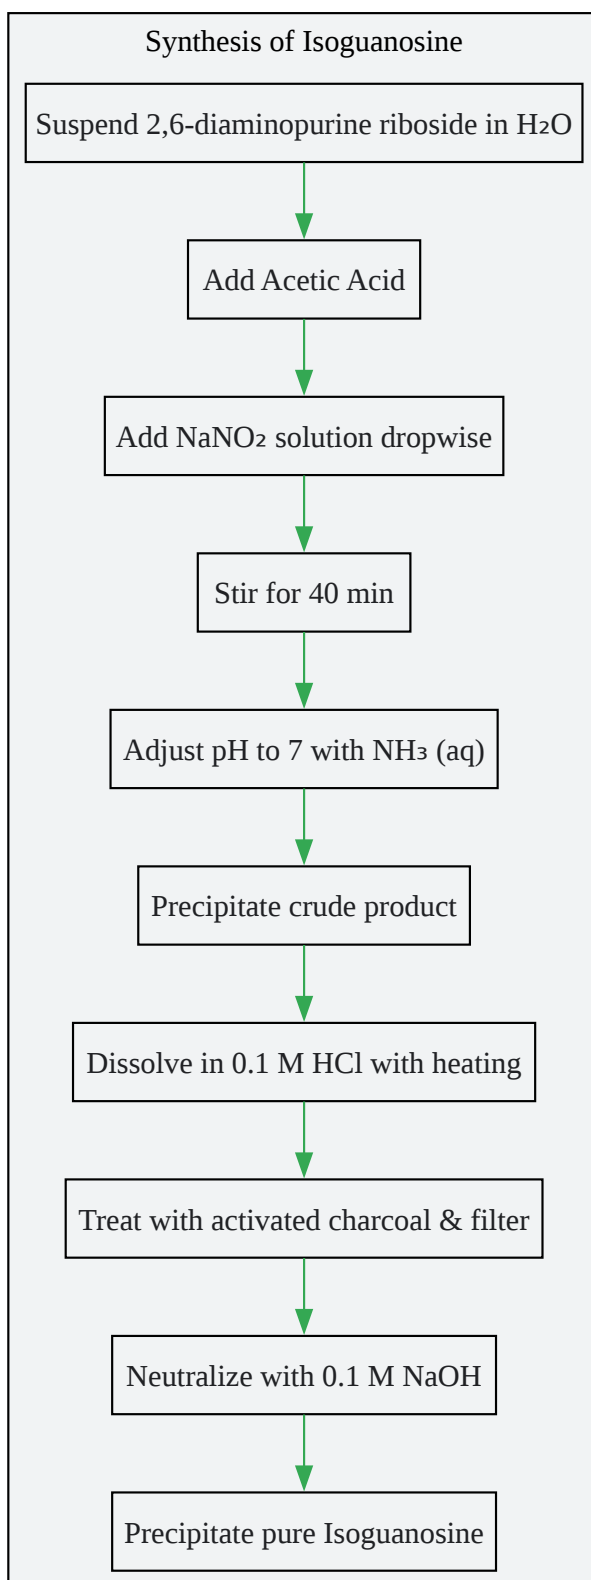 Synthesis of Isoguanosine
Suspend 2,6-diaminopurine riboside in H₂O
Add Acetic Acid
Add NaNO₂ solution dropwise
Stir for 40 min
Adjust pH to 7 with NH₃ (aq)
Precipitate crude product
Dissolve in 0.1 M HCl with heating
Treat with activated charcoal & filter
Neutralize with 0.1 M NaOH
Precipitate pure Isoguanosine